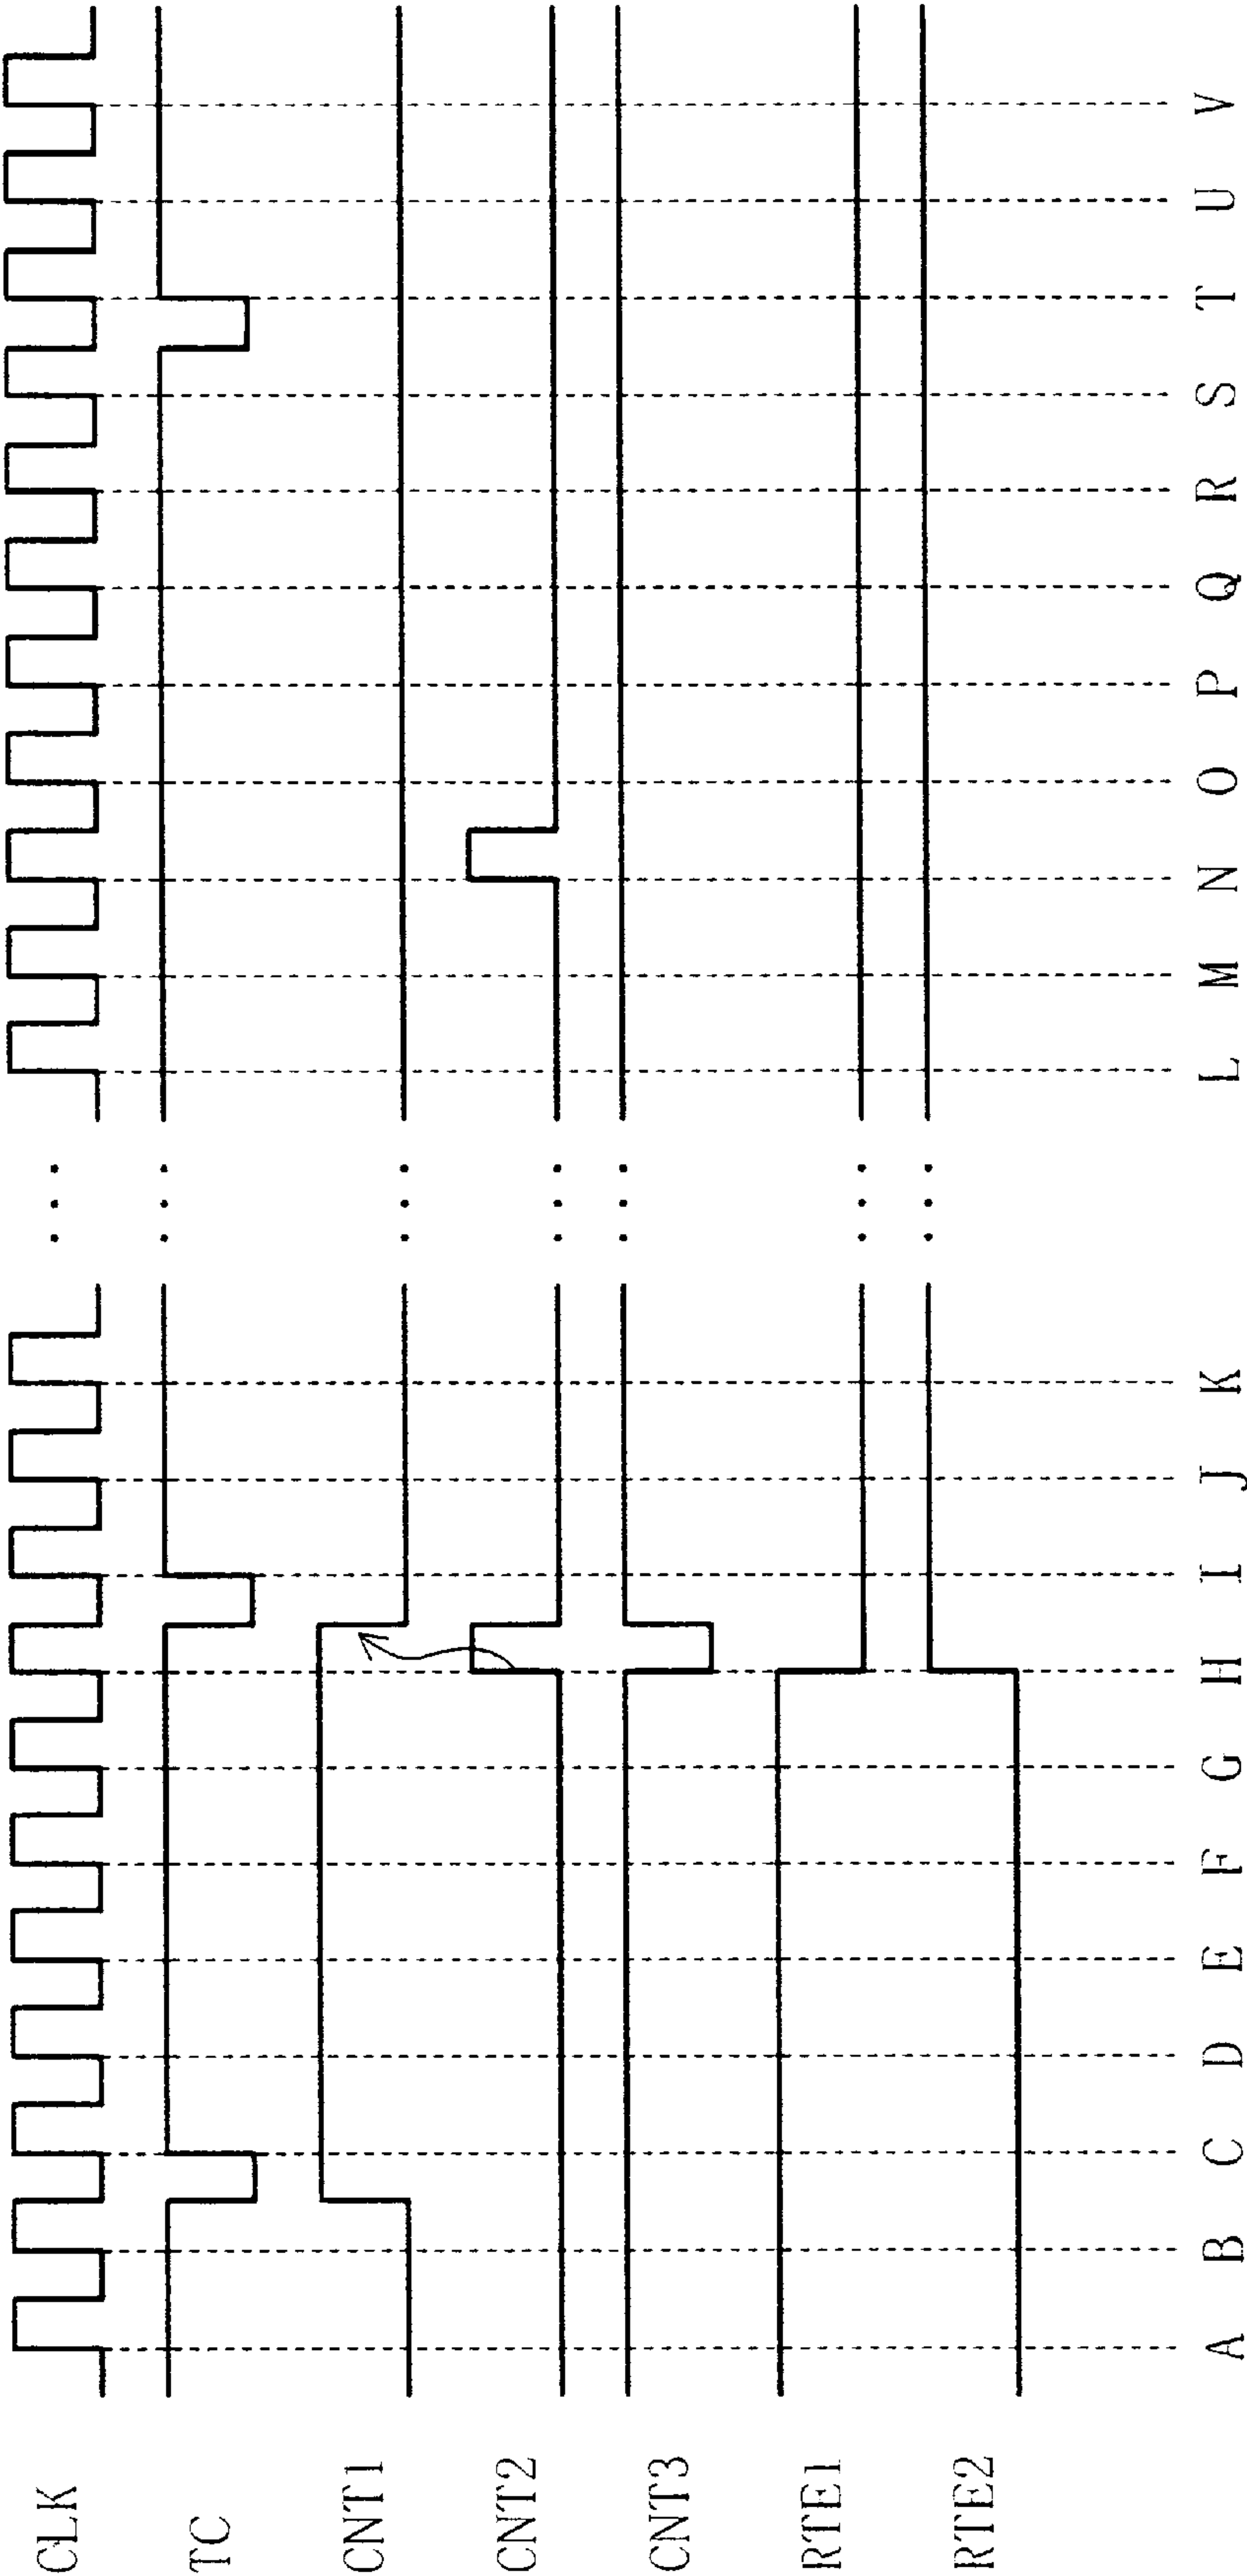 CLK
TC
CNT1
CNT2
CNT3
RTE1
RTE2
A B C D E F G H I J K L M N O P Q R S T U V